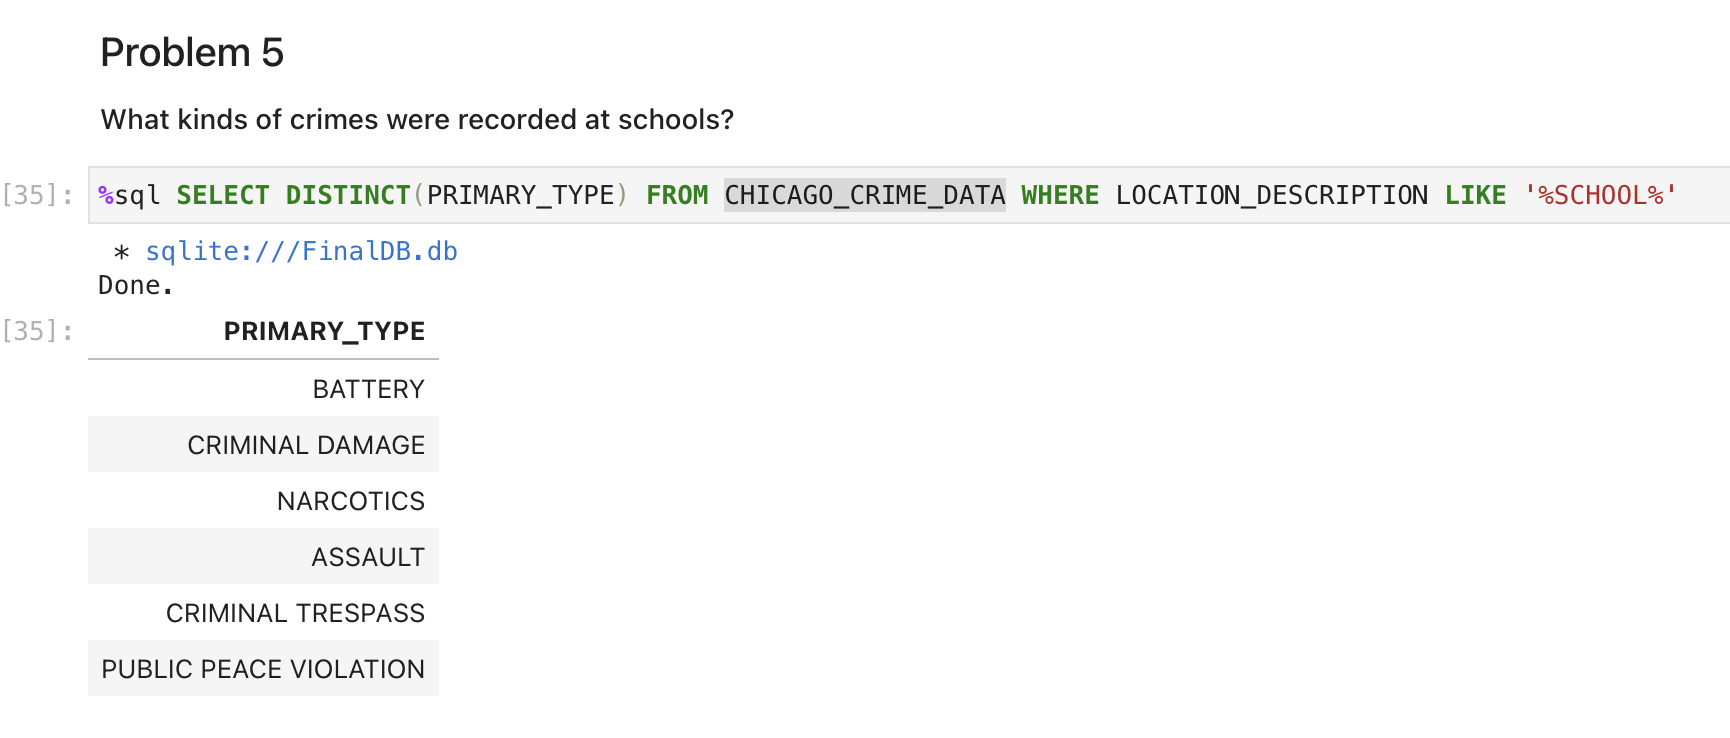 Problem 5
What kinds of crimes were recorded at schools?
[35]: %sql SELECT DISTINCT(PRIMARY_TYPE) FROM CHICAGO_CRIME_DATA WHERE LOCATION_DESCRIPTION LIKE '%SCHOOL%'
* sqlite:///FinalDB.db
Done.
[35]: PRIMARY_TYPE
BATTERY
CRIMINAL DAMAGE
NARCOTICS
ASSAULT
CRIMINAL TRESPASS
PUBLIC PEACE VIOLATION